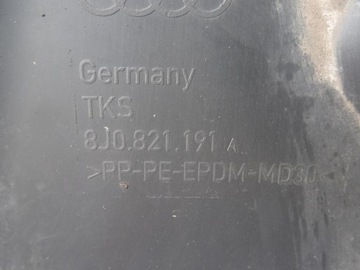 Germany
TKS
8J0.821.191 A
>PP-PE-EPDM-MD30<